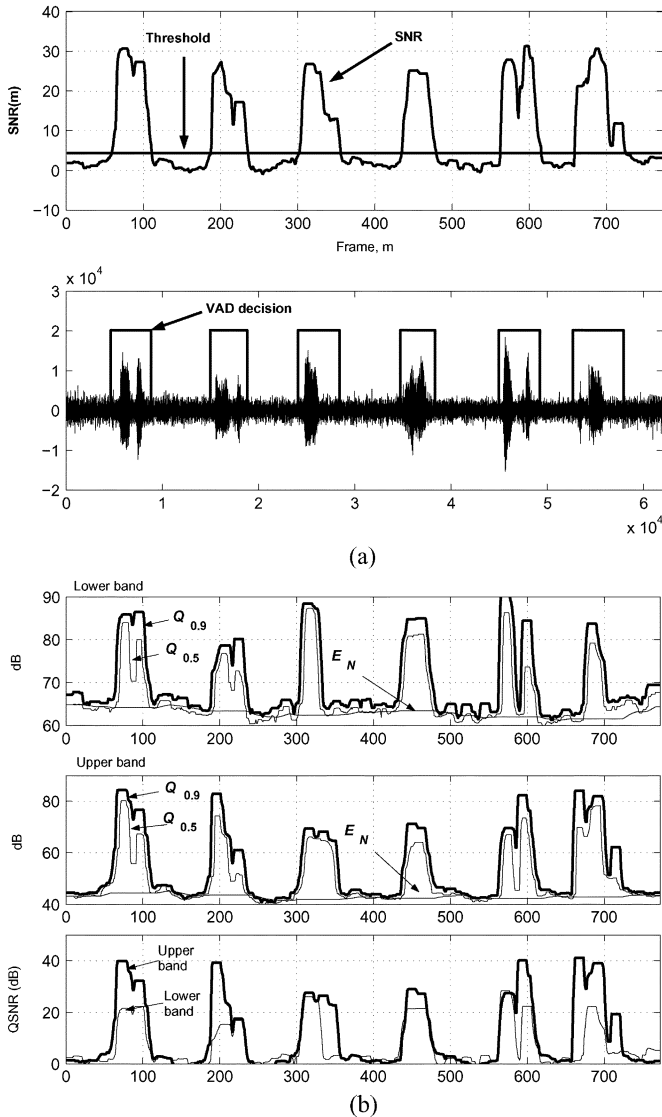 40
Threshold
SNR
30
20
10
0
−10
SNR(m)
0 100 200 300 400 500 600 700
Frame, m
x 10^4
3
VAD decision
2
1
0
−1
−2
0 1 2 3 4 5 6
x 10^4
(a)
Lower band
90
Q 0.9
80
Q 0.5
E N
70
60
dB
0 100 200 300 400 500 600 700
Upper band
Q 0.9
80
Q 0.5
E N
60
40
dB
0 100 200 300 400 500 600 700
40
Upper
band
20
Lower
band
0
QSNR (dB)
0 100 200 300 400 500 600 700
(b)